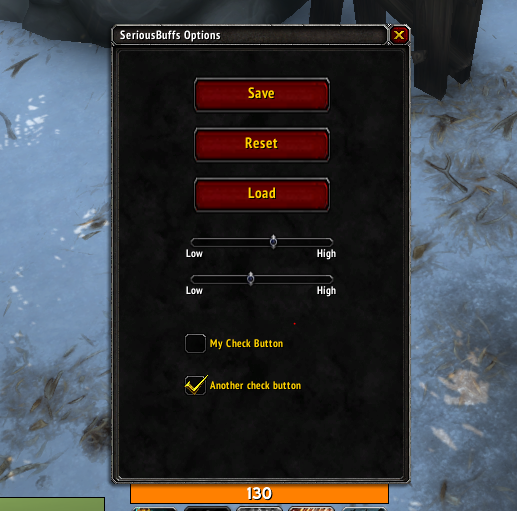 SeriousBuffs Options
Save
Reset
Load
Low High
Low High
My Check Button
Another check button
130